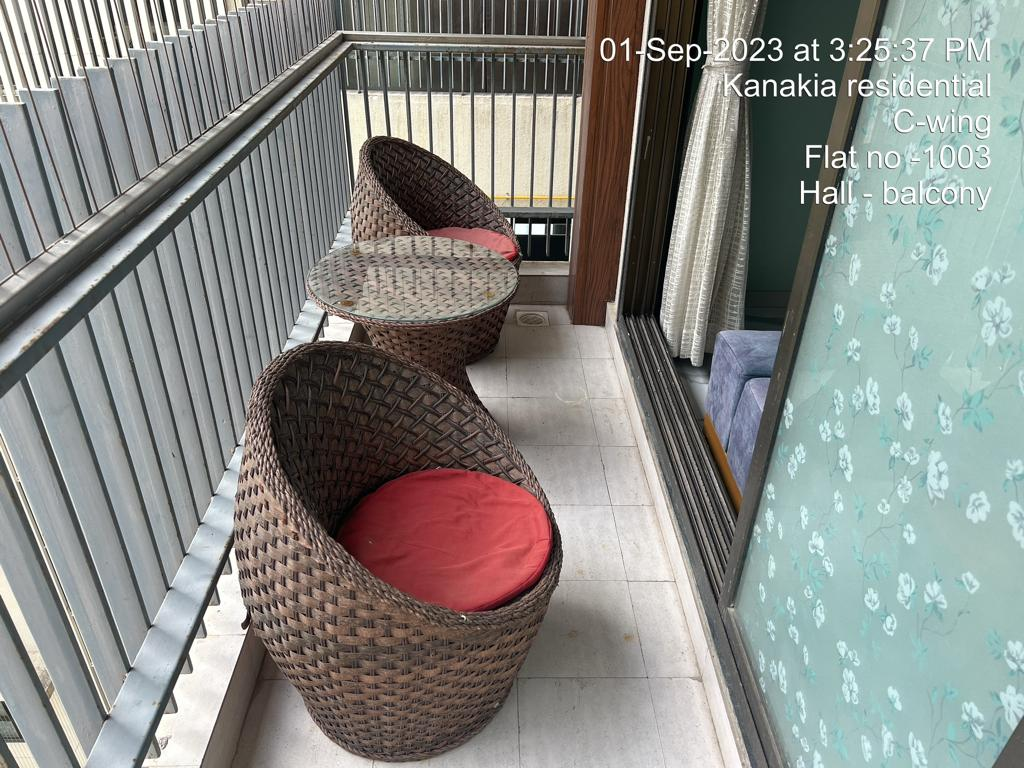 01-Sep-2023 at 3:25:37 PM
Kanakia residential
C-wing
Flat no -1003
Hall - balcony